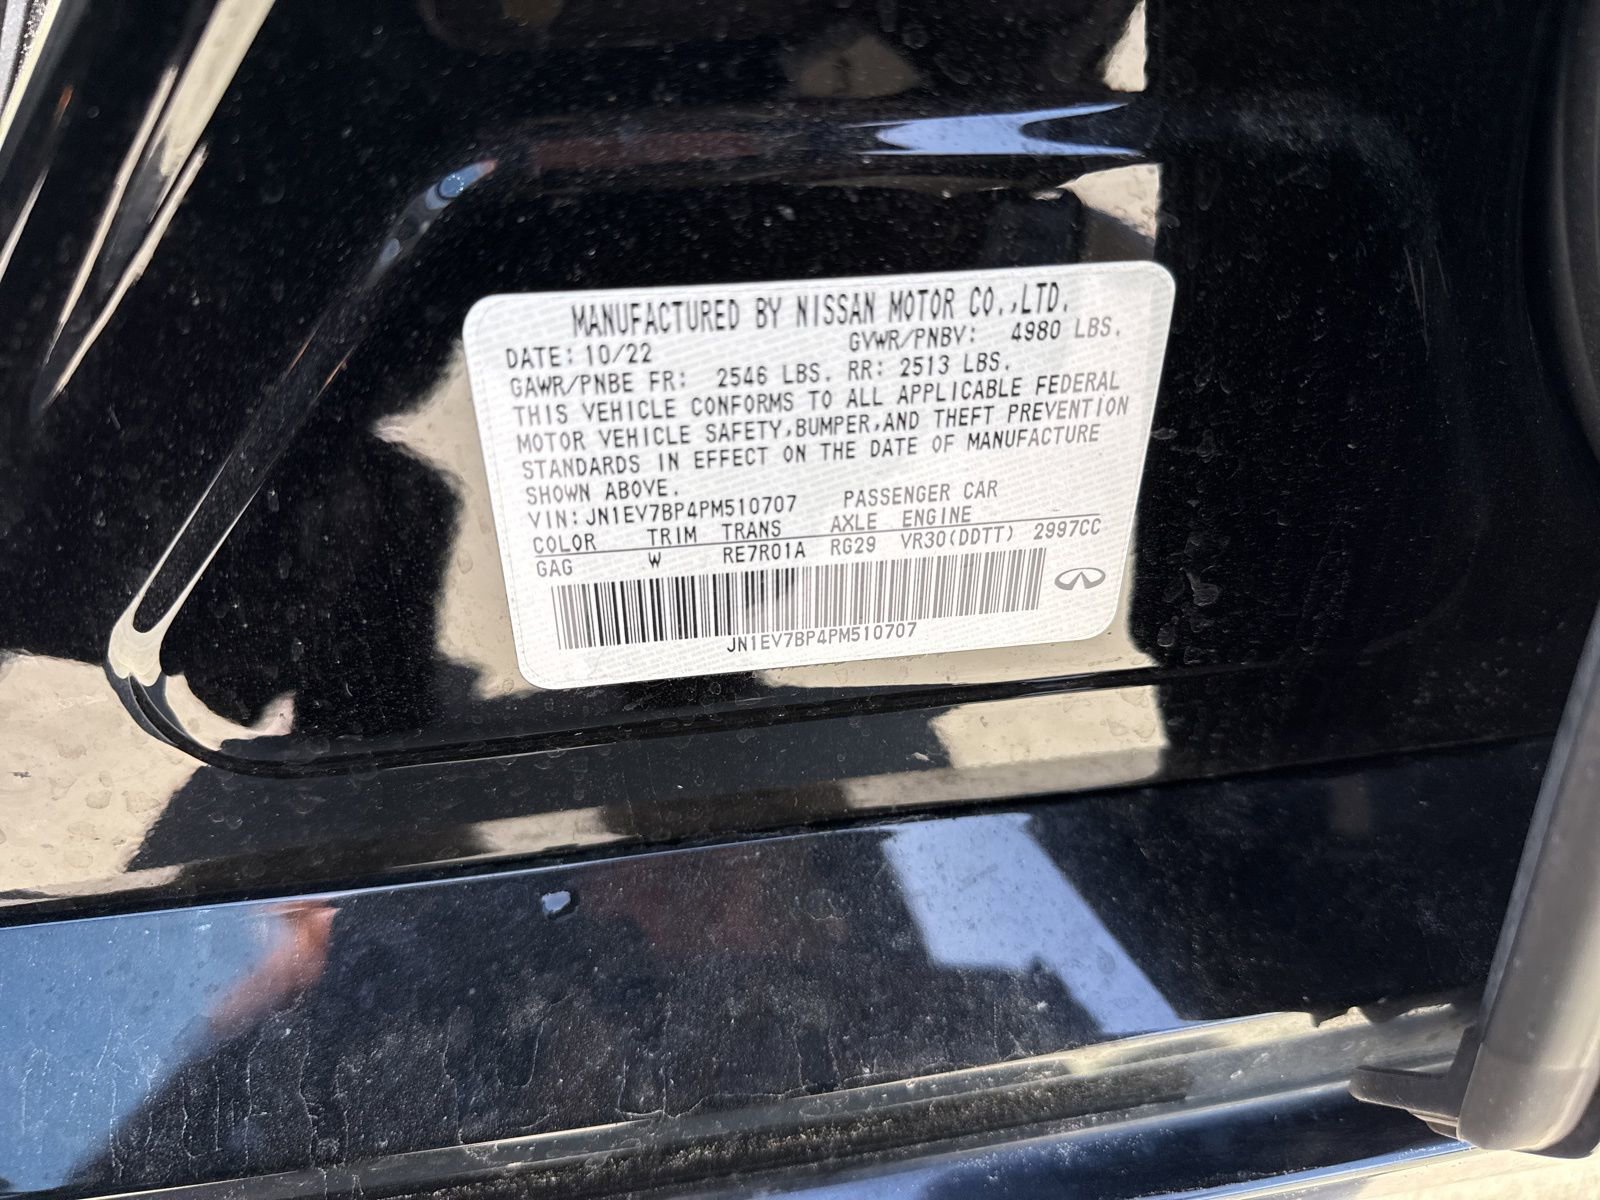 MANUFACTURED BY NISSAN MOTOR CO.,LTD.
DATE: 10/22 GVWR/PNBV: 4980 LBS.
GAWR/PNBE FR: 2546 LBS. RR: 2513 LBS.
THIS VEHICLE CONFORMS TO ALL APPLICABLE FEDERAL
MOTOR VEHICLE SAFETY,BUMPER,AND THEFT PREVENTION
STANDARDS IN EFFECT ON THE DATE OF MANUFACTURE
SHOWN ABOVE.
VIN: JN1EV7BP4PM510707 PASSENGER CAR
COLOR TRIM TRANS AXLE ENGINE
GAG W RE7R01A RG29 VR30(DDTT) 2997CC
JN1EV7BP4PM510707